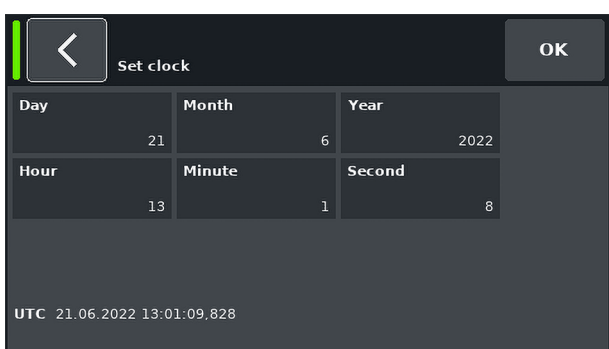 Set clock
OK
Day
21
Month
6
Year
2022
Hour
13
Minute
1
Second
8
UTC 21.06.2022 13:01:09,828